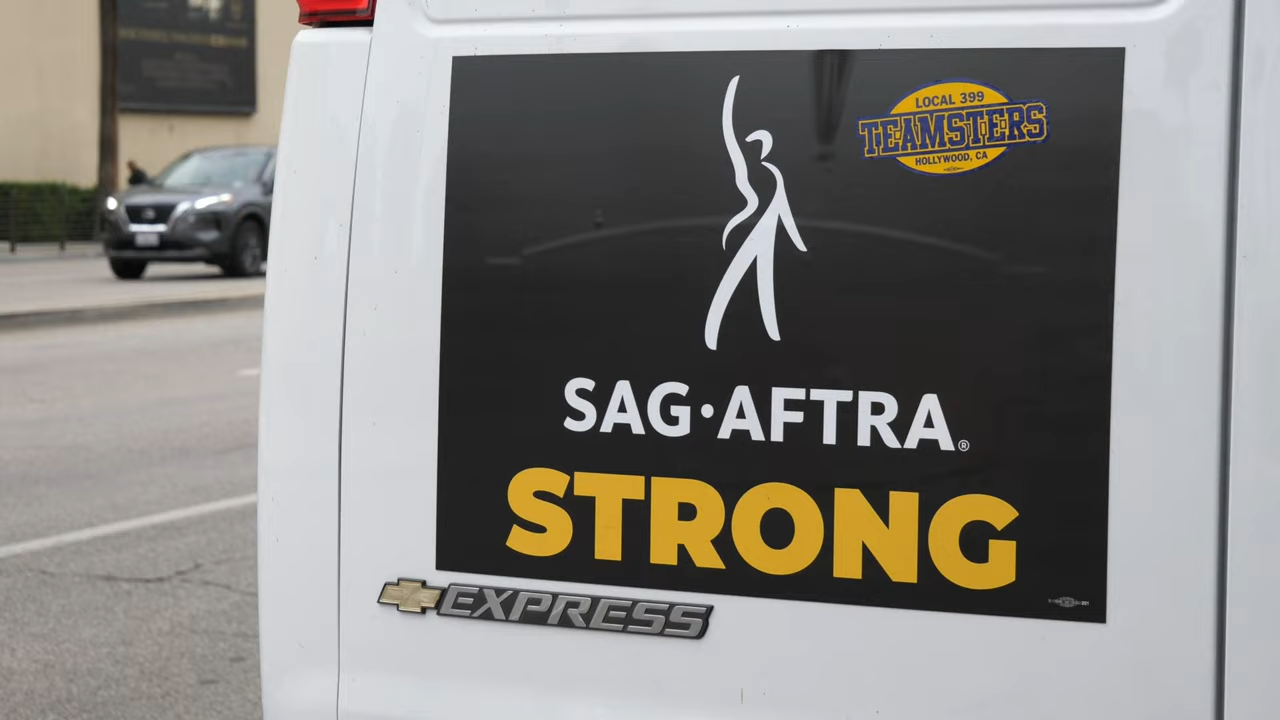 LOCAL 399
TEAMSTERS
HOLLYWOOD, CA
SAG·AFTRA®
STRONG
EXPRESS